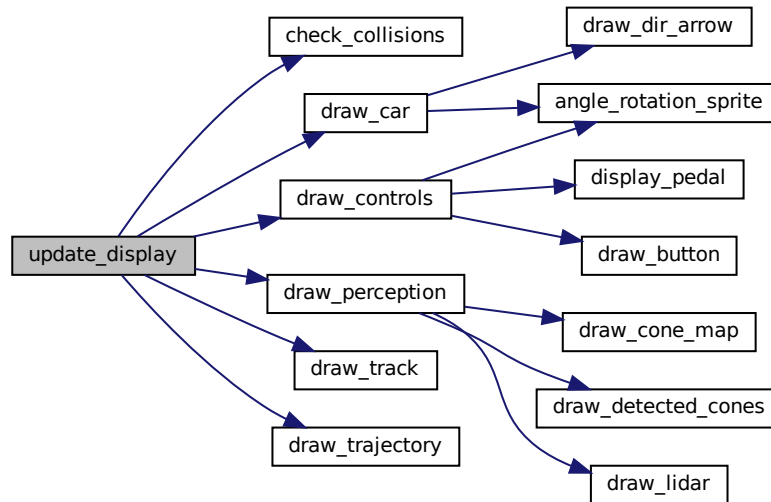 update_display
check_collisions
draw_car
draw_controls
draw_perception
draw_track
draw_trajectory
draw_dir_arrow
angle_rotation_sprite
display_pedal
draw_button
draw_cone_map
draw_detected_cones
draw_lidar